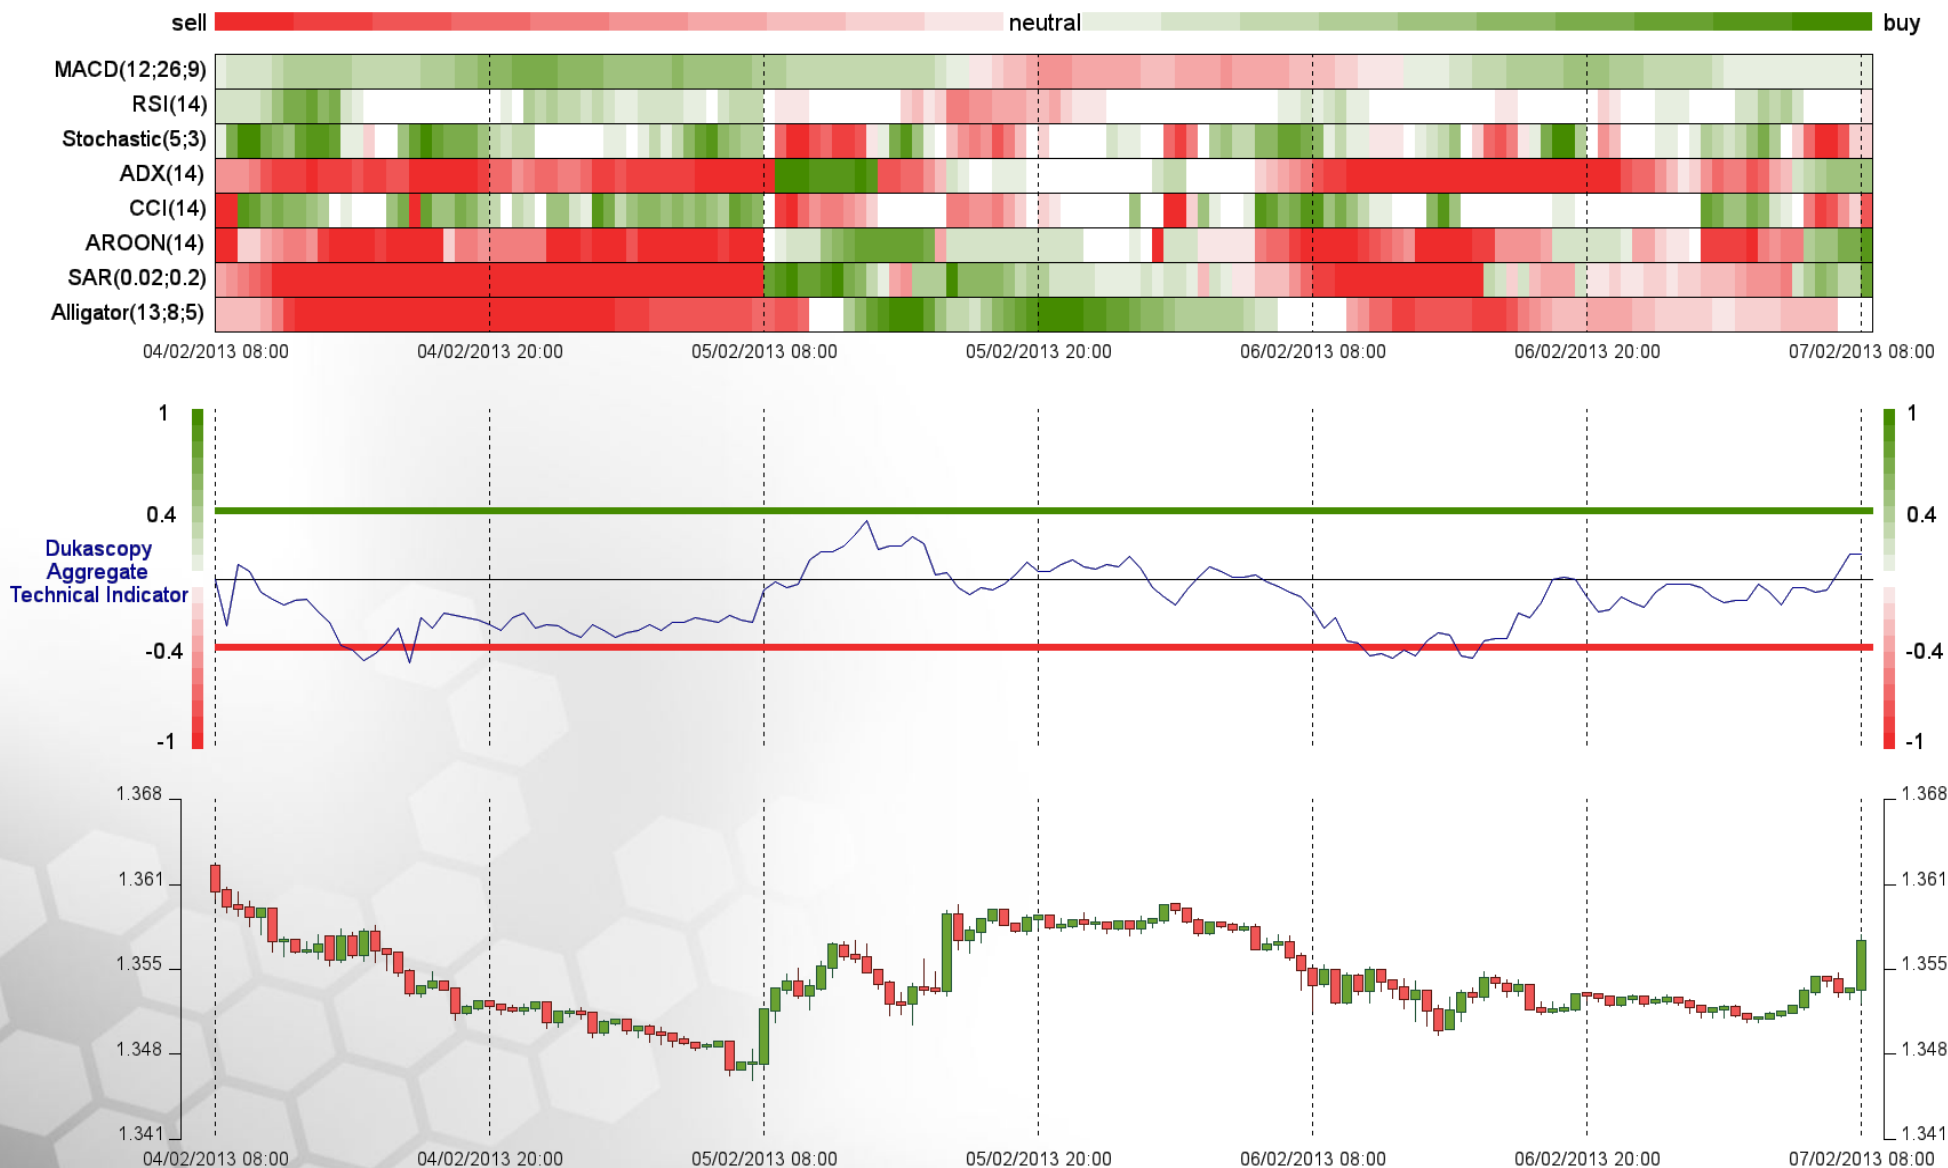 sell neutral buy
MACD(12;26;9)
RSI(14)
Stochastic(5;3)
ADX(14)
CCI(14)
AROON(14)
SAR(0.02;0.2)
Alligator(13;8;5)
04/02/2013 08:00 04/02/2013 20:00 05/02/2013 08:00 05/02/2013 20:00 06/02/2013 08:00 06/02/2013 20:00 07/02/2013 08:00
1 1
0.4 0.4
Dukascopy
Aggregate
Technical Indicator
-0.4 -0.4
-1 -1
1.368 1.368
1.361 1.361
1.355 1.355
1.348 1.348
1.341 1.341
04/02/2013 08:00 04/02/2013 20:00 05/02/2013 08:00 05/02/2013 20:00 06/02/2013 08:00 06/02/2013 20:00 07/02/2013 08:00